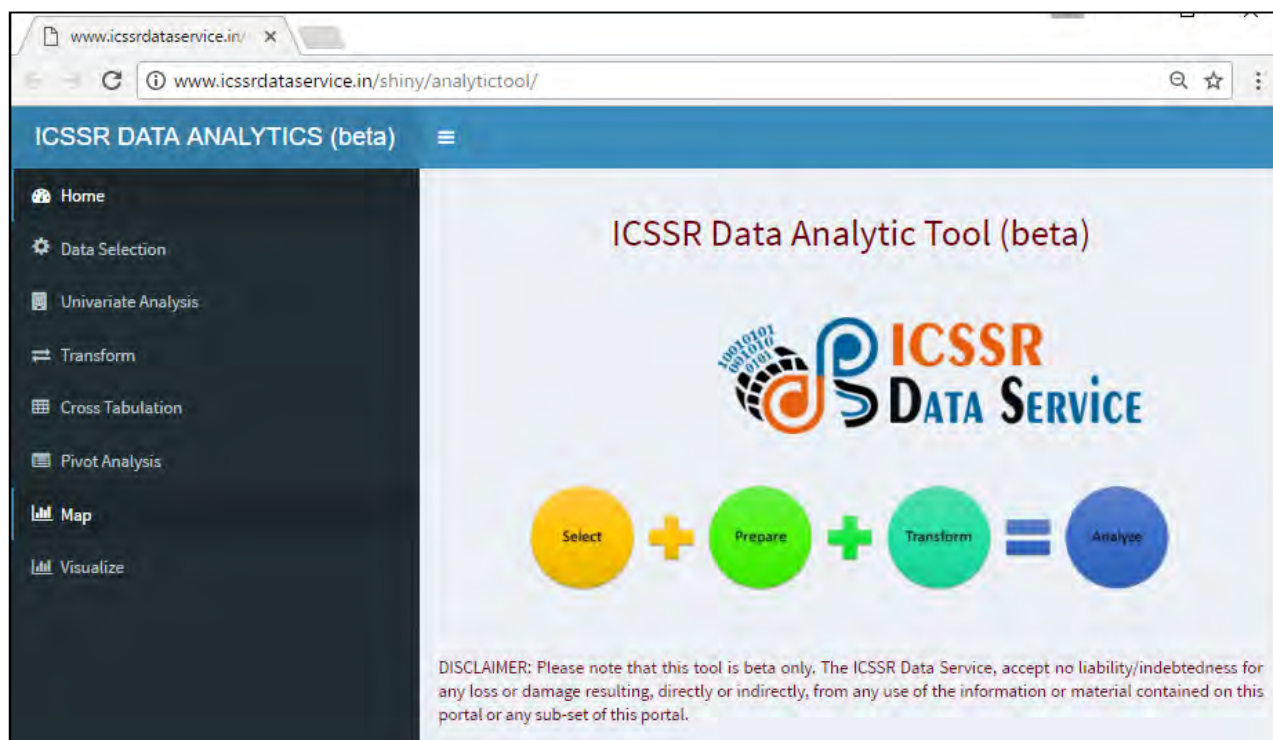 www.icssrdataservice.in/
www.icssrdataservice.in/shiny/analytictool/
ICSSR DATA ANALYTICS (beta)
Home
Data Selection
Univariate Analysis
Transform
Cross Tabulation
Pivot Analysis
Map
Visualize
ICSSR Data Analytic Tool (beta)
10010101
001010
0101
ICSSR
DATA SERVICE
Select
Prepare
Transform
Analyze
DISCLAIMER: Please note that this tool is beta only. The ICSSR Data Service, accept no liability/indebtedness for
any loss or damage resulting, directly or indirectly, from any use of the information or material contained on this
portal or any sub-set of this portal.